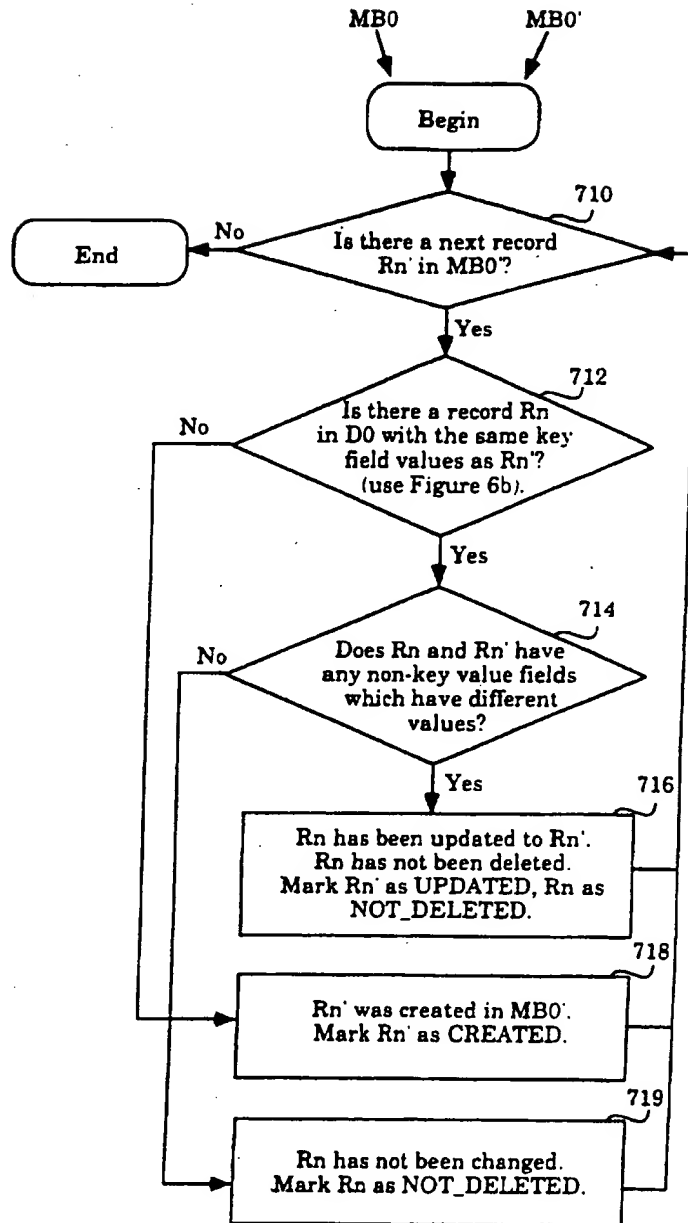 MB0
MB0'
Begin
710
Is there a next record
Rn' in MB0'?
No
End
Yes
712
Is there a record Rn
in D0 with the same key
field values as Rn'?
(use Figure 6b).
No
Yes
714
Does Rn and Rn' have
any non-key value fields
which have different
values?
No
Yes
716
Rn has been updated to Rn'.
Rn has not been deleted.
Mark Rn' as UPDATED, Rn as
NOT_DELETED.
718
Rn' was created in MB0'.
Mark Rn' as CREATED.
719
Rn has not been changed.
Mark Rn as NOT_DELETED.